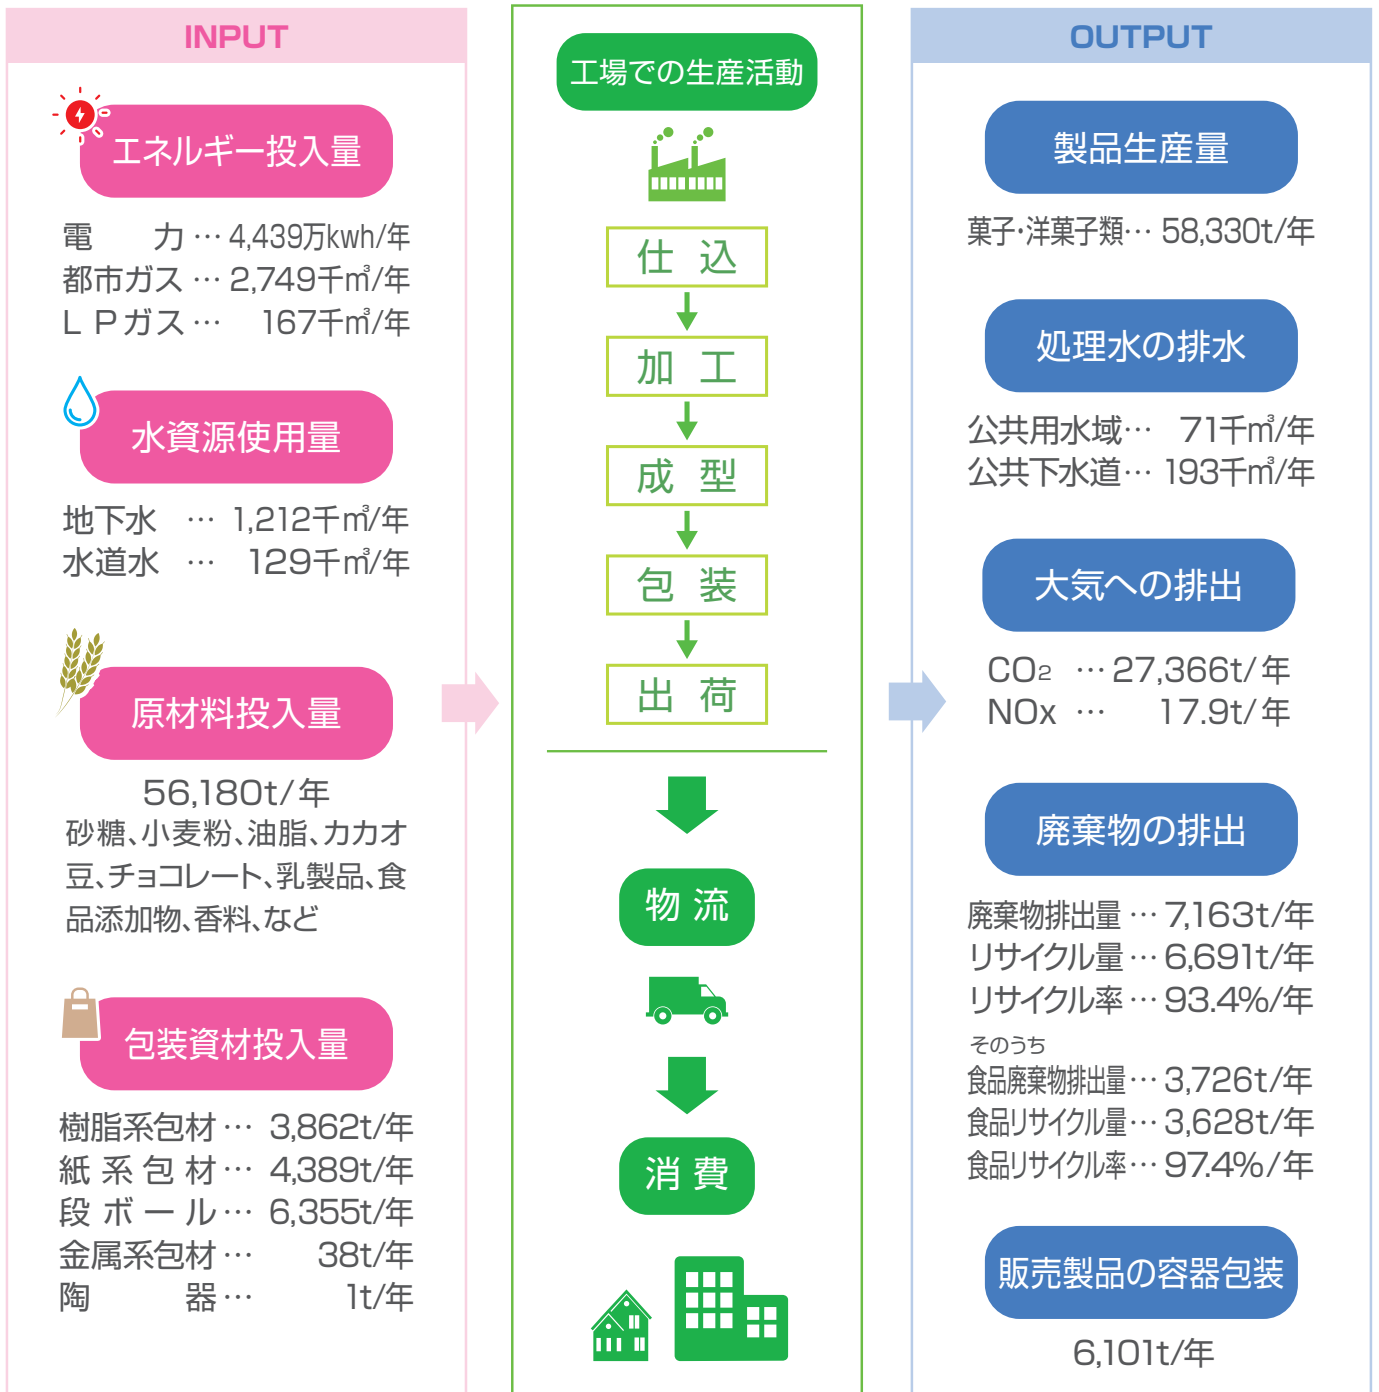 INPUT
エネルギー投入量
電 力 … 4,439万kwh/年
都市ガス … 2,749千㎥/年
LPガス … 167千㎥/年
水資源使用量
地下水 … 1,212千㎥/年
水道水 … 129千㎥/年
原材料投入量
56,180t/年
砂糖、小麦粉、油脂、カカオ
豆、チョコレート、乳製品、食
品添加物、香料、など
包装資材投入量
樹脂系包材… 3,862t/年
紙系包材… 4,389t/年
段ボール… 6,355t/年
金属系包材… 38t/年
陶 器… 1t/年
工場での生産活動
仕込
加工
成型
包装
出荷
物流
消費
OUTPUT
製品生産量
菓子・洋菓子類… 58,330t/年
処理水の排水
公共用水域… 71千㎥/年
公共下水道… 193千㎥/年
大気への排出
CO2 …27,366t/年
NOx … 17.9t/年
廃棄物の排出
廃棄物排出量…7,163t/年
リサイクル量…6,691t/年
リサイクル率…93.4%/年
そのうち
食品廃棄物排出量…3,726t/年
食品リサイクル量…3,628t/年
食品リサイクル率…97.4%/年
販売製品の容器包装
6,101t/年